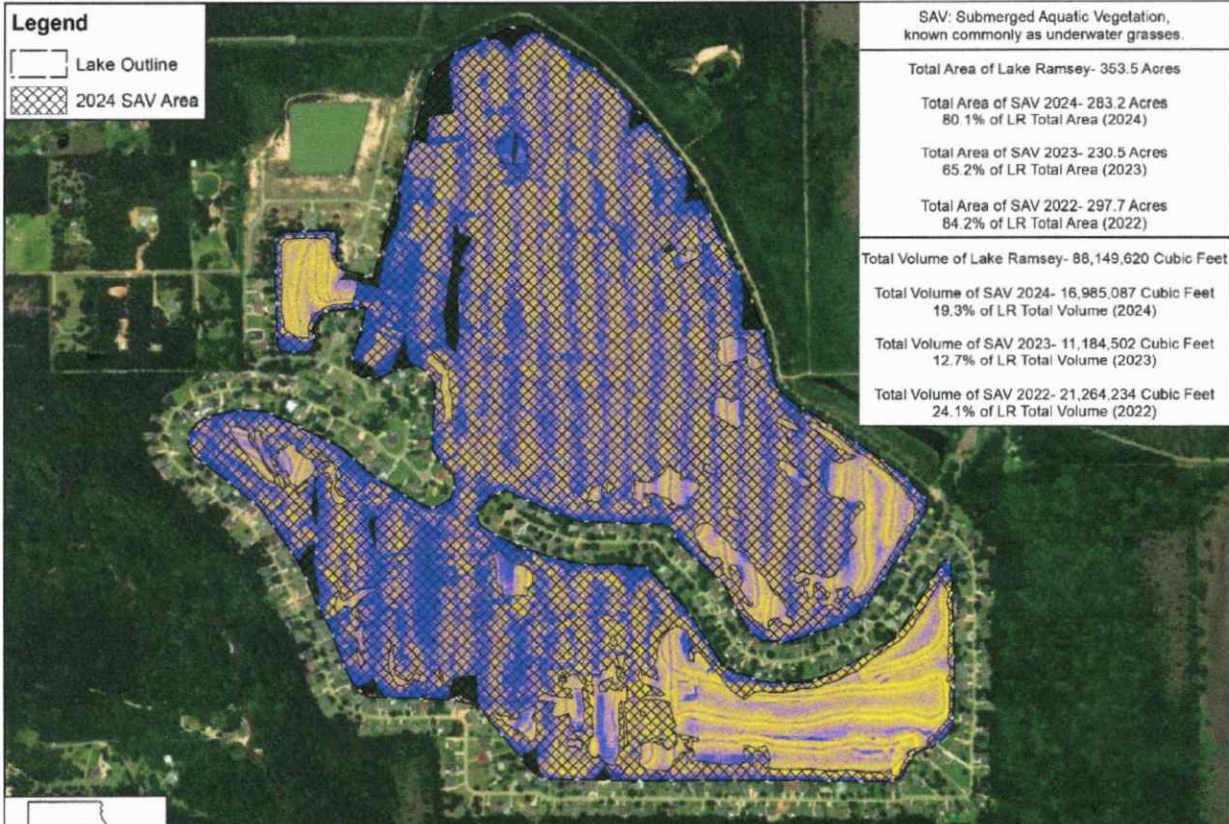 Legend
Lake Outline
2024 SAV Area
SAV: Submerged Aquatic Vegetation,
known commonly as underwater grasses.
Total Area of Lake Ramsey- 353.5 Acres
Total Area of SAV 2024- 283.2 Acres
80.1% of LR Total Area (2024)
Total Area of SAV 2023- 230.5 Acres
65.2% of LR Total Area (2023)
Total Area of SAV 2022- 297.7 Acres
84.2% of LR Total Area (2022)
Total Volume of Lake Ramsey- 88,149,620 Cubic Feet
Total Volume of SAV 2024- 16,985,087 Cubic Feet
19.3% of LR Total Volume (2024)
Total Volume of SAV 2023- 11,184,502 Cubic Feet
12.7% of LR Total Volume (2023)
Total Volume of SAV 2022- 21,264,234 Cubic Feet
24.1% of LR Total Volume (2022)